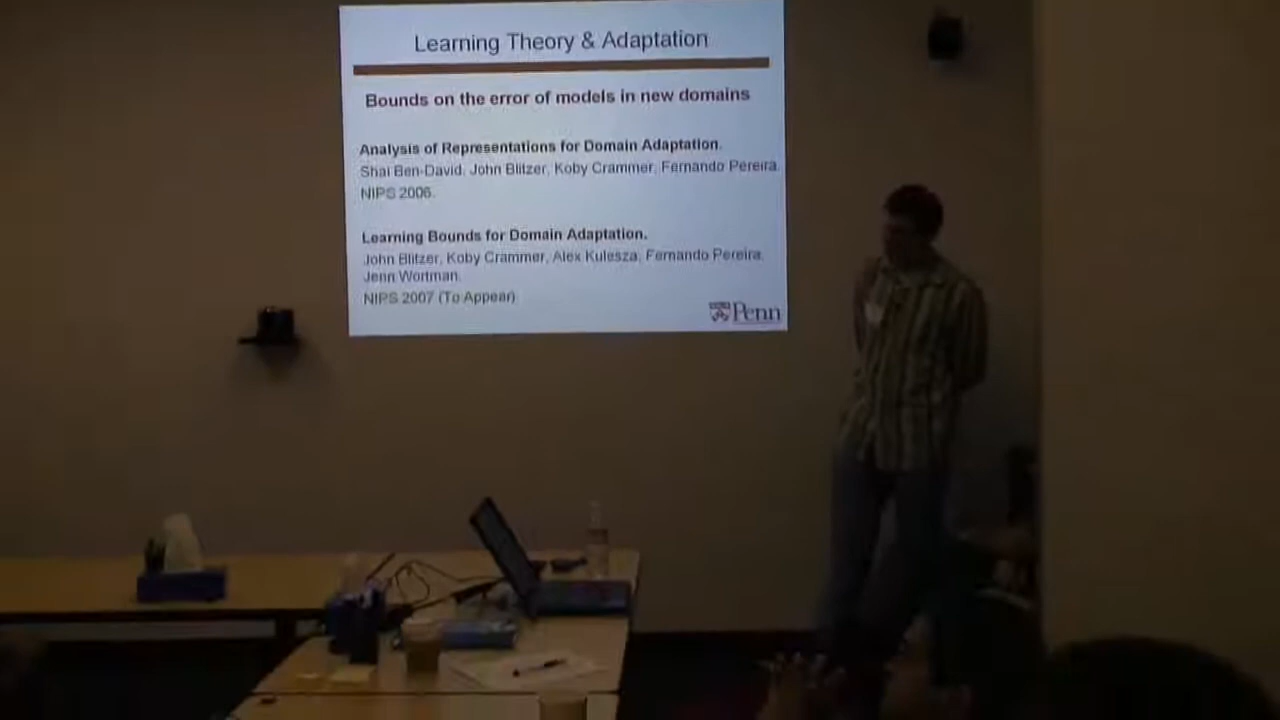 Learning Theory & Adaptation
Bounds on the error of models in new domains
Analysis of Representations for Domain Adaptation.
Shai Ben-David, John Blitzer, Koby Crammer, Fernando Pereira.
NIPS 2006.
Learning Bounds for Domain Adaptation.
John Blitzer, Koby Crammer, Alex Kulesza, Fernando Pereira,
Jenn Wortman.
NIPS 2007 (To Appear)
Penn